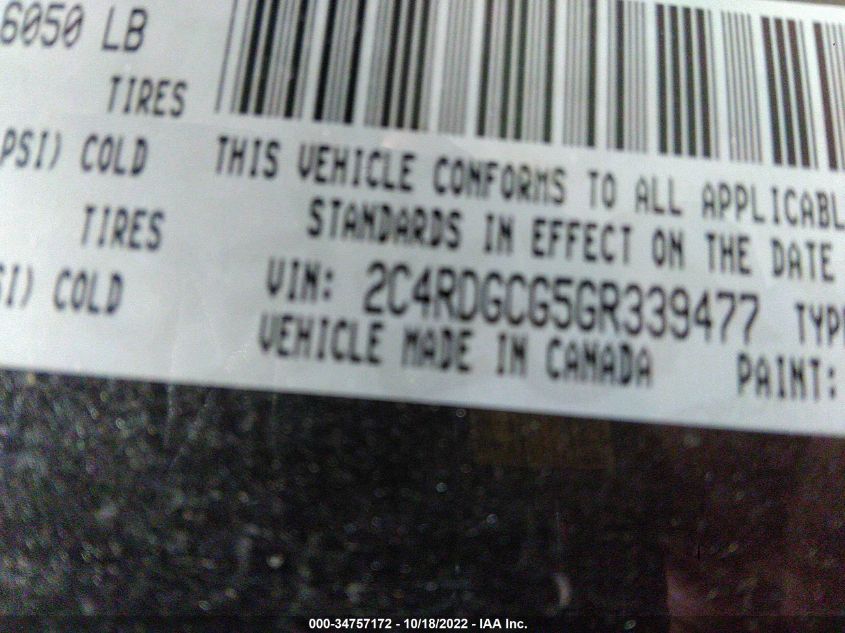 6050 LB
TIRES
PSI) COLD
THIS VEHICLE CONFORMS TO ALL APPLICABL
TIRES
STANDARDS IN EFFECT ON THE DATE
SI) COLD
VIN: 2C4RDGCG5GR339477 TYP
VEHICLE MADE IN CANADA PAINT:
000-34757172 - 10/18/2022 - IAA Inc.